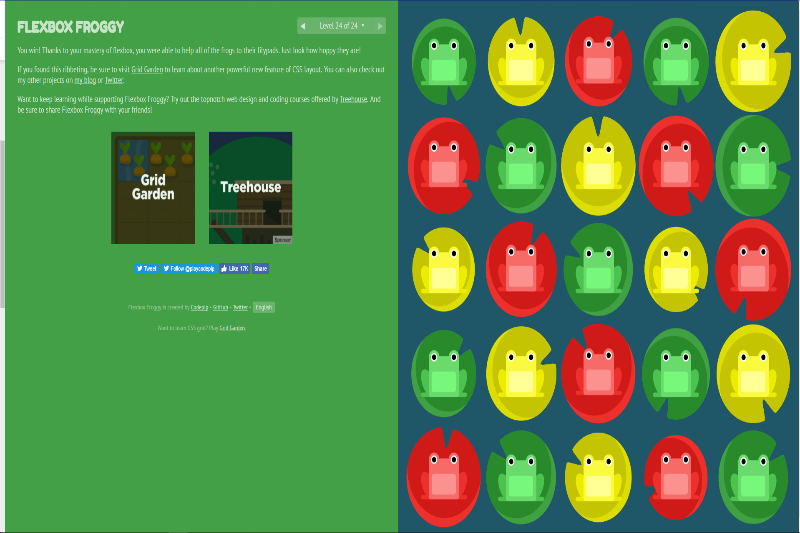 FLEXBOX FROGGY
Level 24 of 24
You win! Thanks to your mastery of flexbox, you were able to help all of the frogs to their lilypads. Just look how hoppy they are!
If you found this ribbeting, be sure to visit Grid Garden to learn about another powerful new feature of CSS layout. You can also check out
my other projects on my blog or Twitter.
Want to keep learning while supporting Flexbox Froggy? Try out the topnotch web design and coding courses offered by Treehouse. And
be sure to share Flexbox Froggy with your friends!
Grid
Garden
Treehouse
Sponsor
Tweet
Follow @playcodepip
Like 17K
Share
Flexbox Froggy is created by Codepip • GitHub • Twitter • English
Want to learn CSS grid? Play Grid Garden.